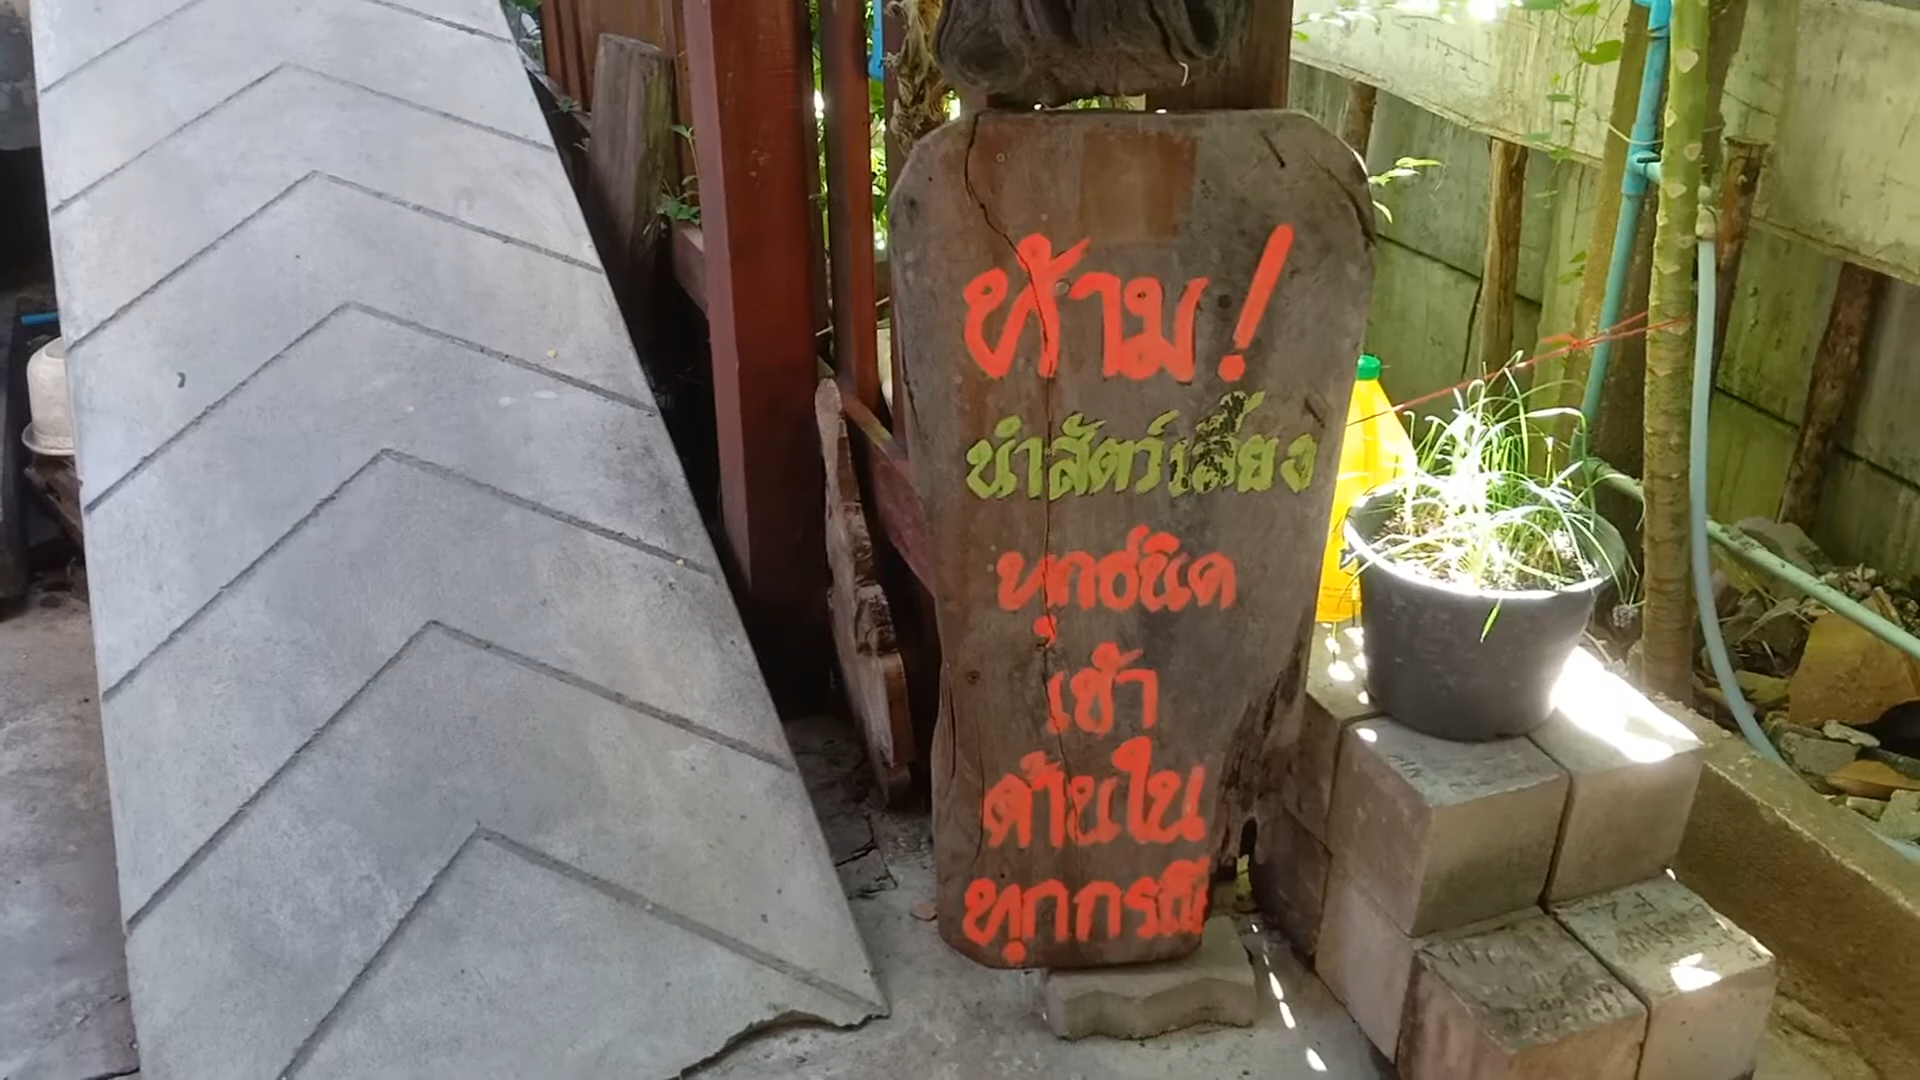 ห้าม!
นำสัตว์เลี้ยง
ทุกชนิด
เข้า
ด้านใน
ทุกกรณี